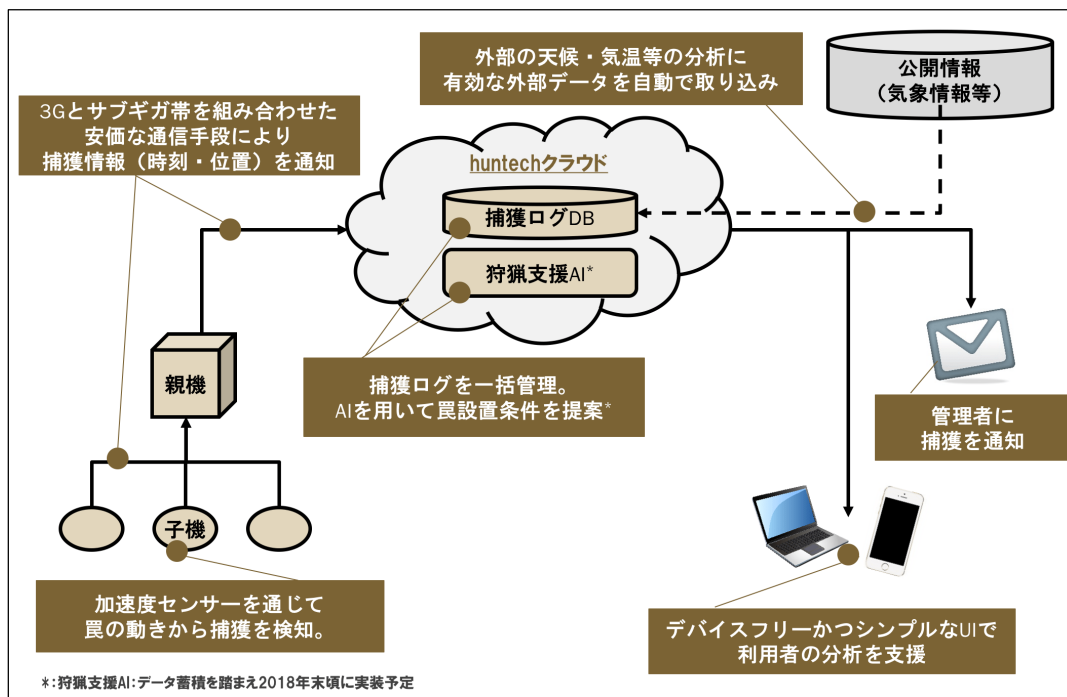 外部の天候・気温等の分析に
有効な外部データを自動で取り込み
公開情報
（気象情報等）
3Gとサブギガ帯を組み合わせた
安価な通信手段により
捕獲情報（時刻・位置）を通知
huntechクラウド
捕獲ログDB
狩猟支援AI*
親機
捕獲ログを一括管理。
AIを用いて罠設置条件を提案*
管理者に
捕獲を通知
子機
加速度センサーを通じて
罠の動きから捕獲を検知。
デバイスフリーかつシンプルなUIで
利用者の分析を支援
*:狩猟支援AI:データ蓄積を踏まえ2018年末頃に実装予定